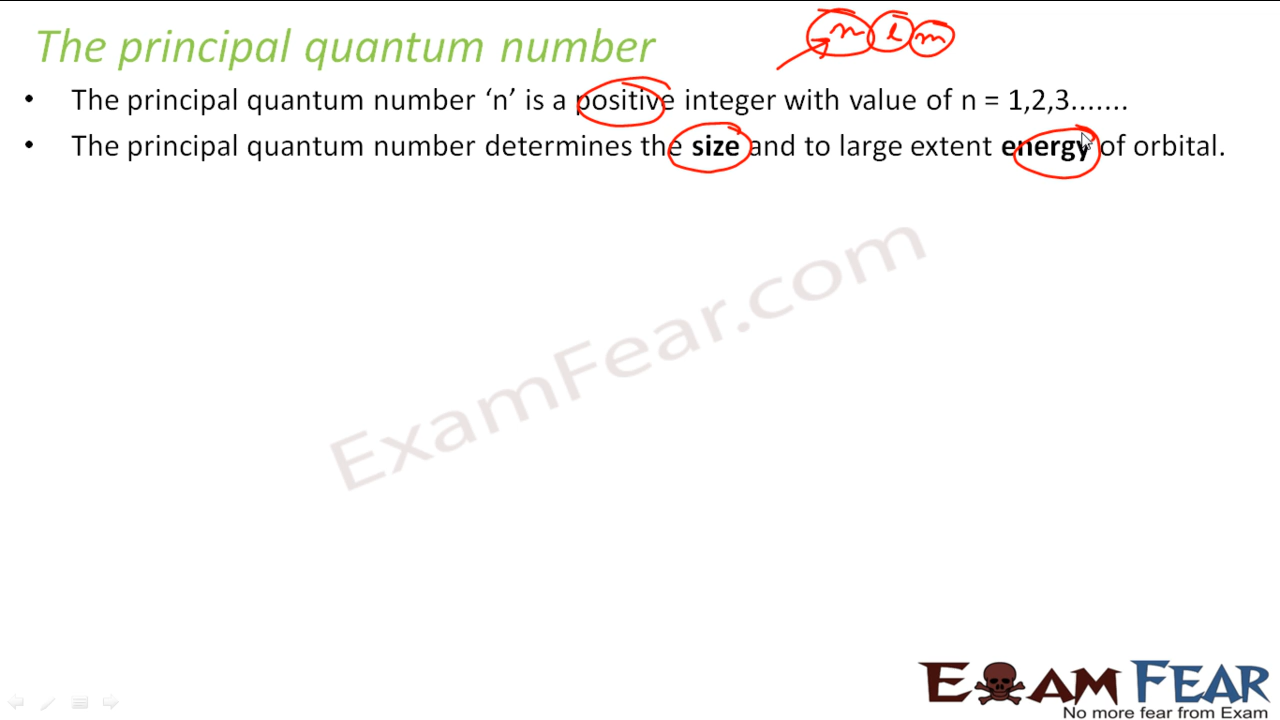 The principal quantum number
n l m
• The principal quantum number ‘n’ is a positive integer with value of n = 1,2,3.......
• The principal quantum number determines the size and to large extent energy of orbital.
ExamFear.com
EXAM FEAR
No more fear from Exam